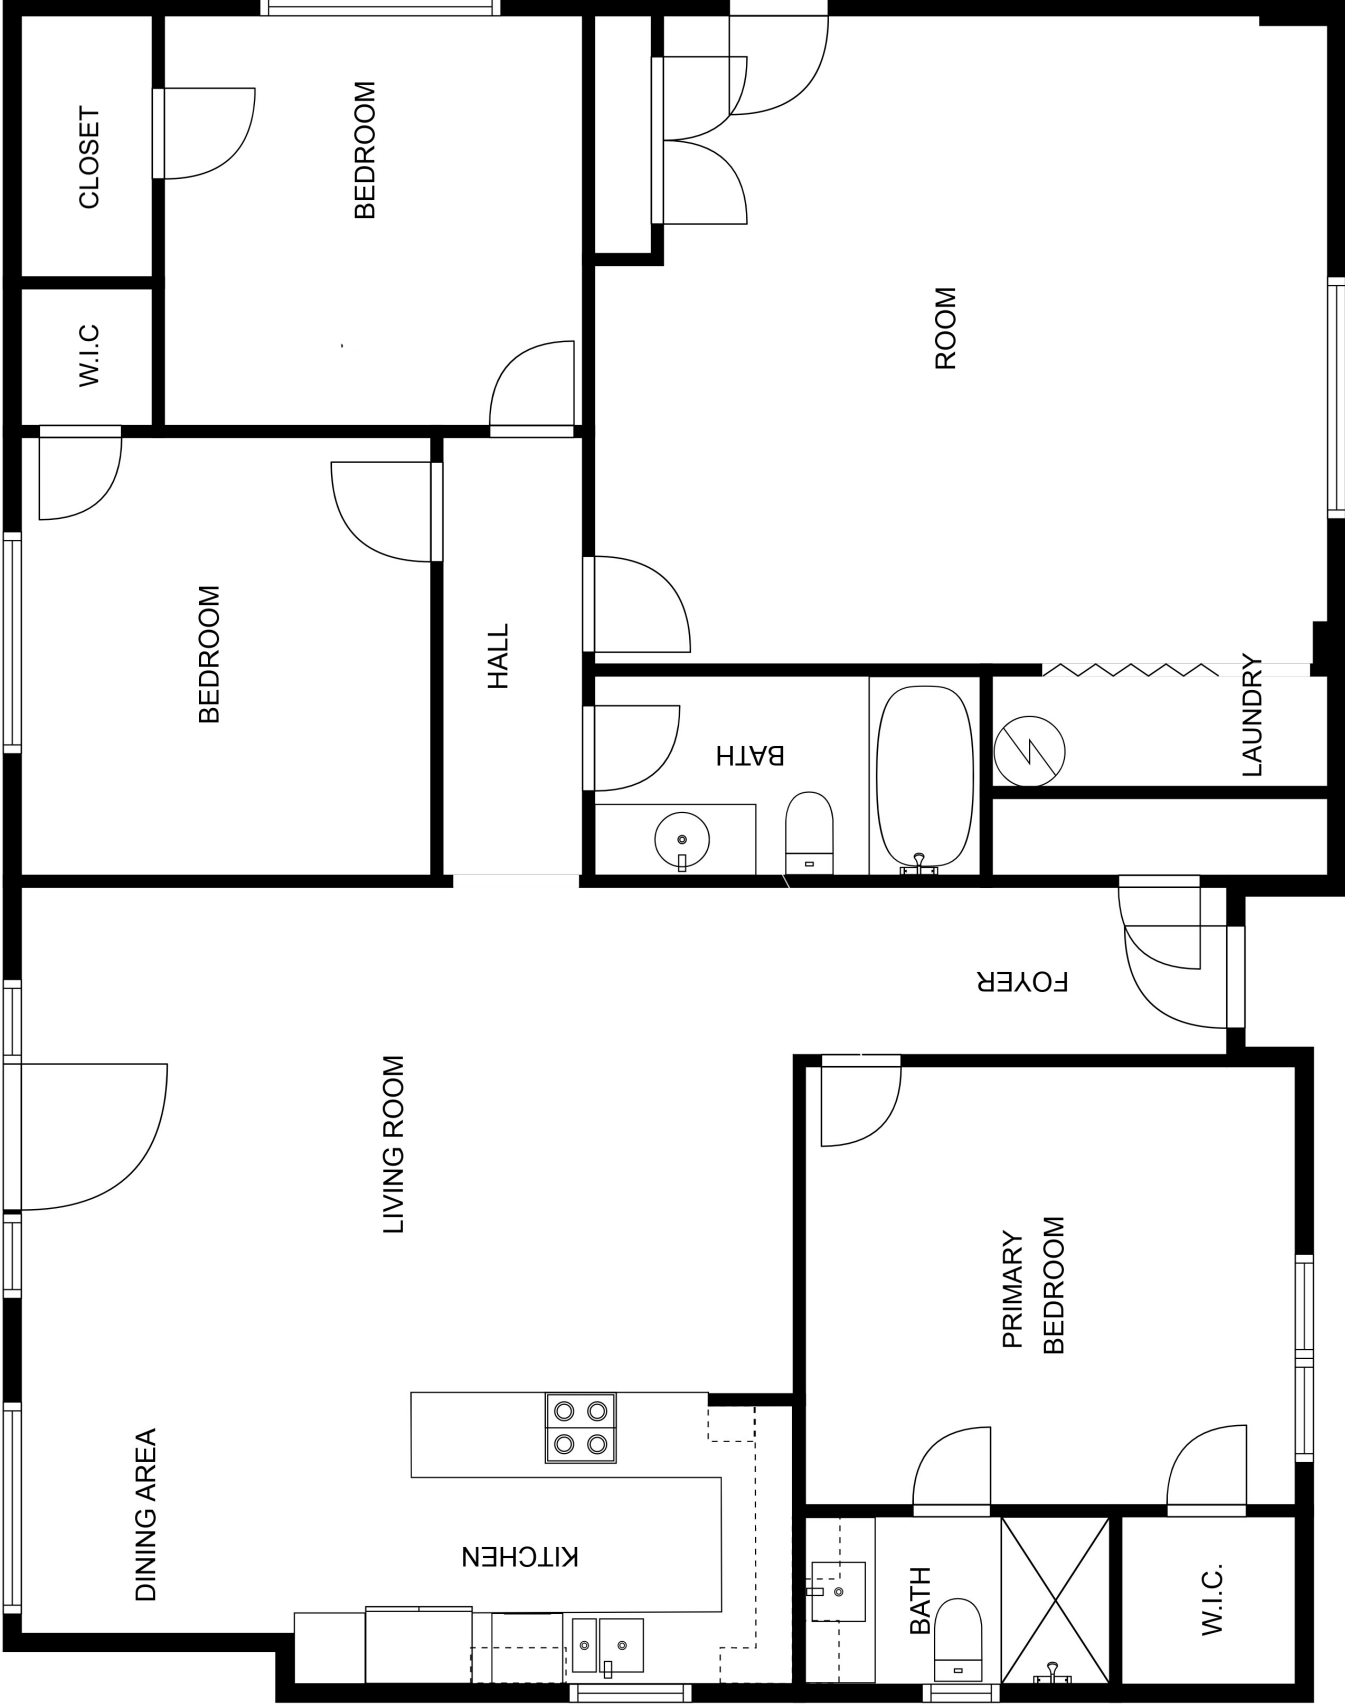 CLOSET
BEDROOM
W.I.C
ROOM
BEDROOM
HALL
LAUNDRY
BATH
FOYER
LIVING ROOM
PRIMARY
BEDROOM
DINING AREA
KITCHEN
BATH
W.I.C.